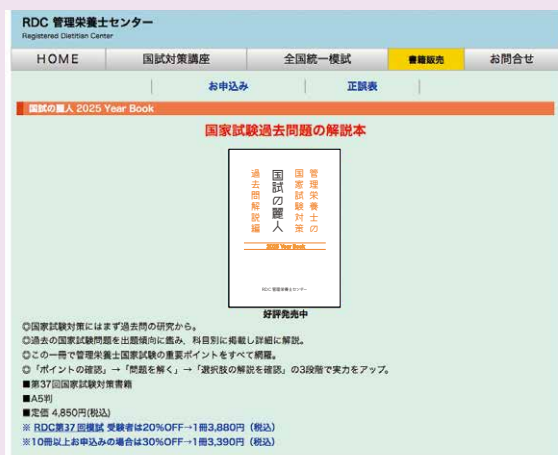 RDC 管理栄養士センター
Registered Dietitian Center
HOME 国試対策講座 全国統一模試 書籍販売 お問合せ
お申込み 正誤表
国試の麗人 2025 Year Book
国家試験過去問題の解説本
管理栄養士の
国家試験対策
国試の麗人
過去問解説編
2025 Year Book
RDC 管理栄養士センター
好評発売中
◎国家試験対策にはまず過去問の研究から。
◎過去の国家試験問題を出題傾向に鑑み、科目別に掲載し詳細に解説。
◎この一冊で管理栄養士国家試験の重要ポイントをすべて網羅。
◎「ポイントの確認」→「問題を解く」→「選択肢の解説を確認」の3段階で実力をアップ。
■第37回国家試験対策書籍
■A5判
■定価 4,850円(税込)
※ RDC第37回模試 受験者は20%OFF→1冊3,880円（税込）
※10冊以上お申込みの場合は30%OFF→1冊3,390円（税込）